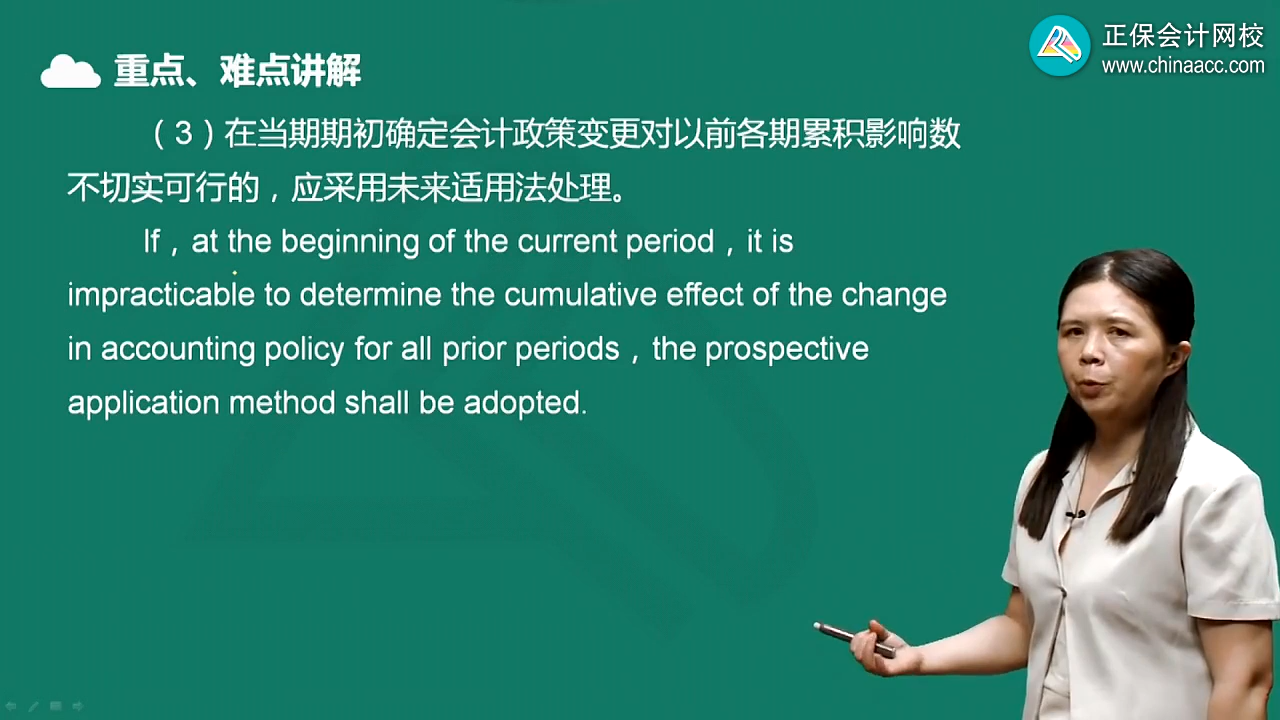 正保会计网校
www.chinaacc.com
重点、难点讲解
（3）在当期期初确定会计政策变更对以前各期累积影响数
不切实可行的，应采用未来适用法处理。
If，at the beginning of the current period，it is
impracticable to determine the cumulative effect of the change
in accounting policy for all prior periods，the prospective
application method shall be adopted.